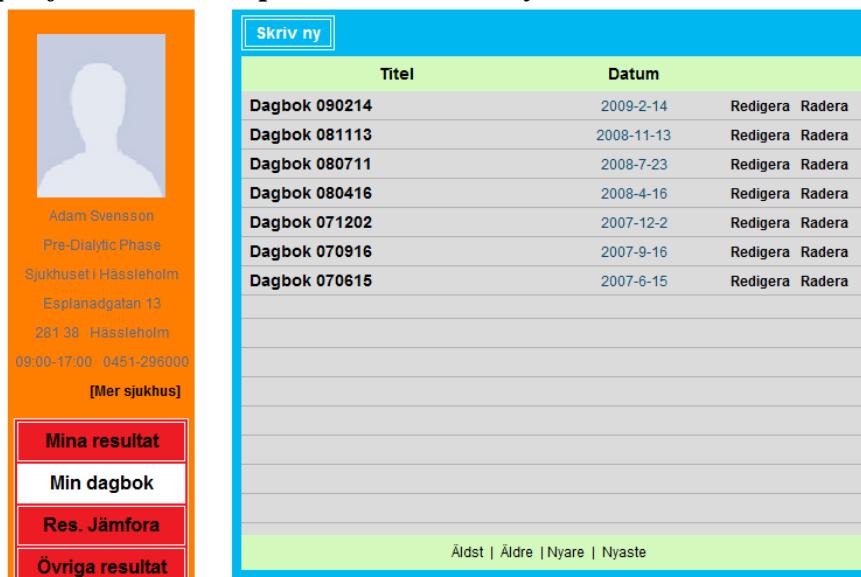 Adam Svensson
Pre-Dialytic Phase
Sjukhuset i Hässleholm
Esplanadgatan 13
281 38 Hässleholm
09:00-17:00 0451-296000
[Mer sjukhus]
Mina resultat
Min dagbok
Res. Jämfora
Övriga resultat
Skriv ny
Titel Datum
Dagbok 090214 2009-2-14 Redigera Radera
Dagbok 081113 2008-11-13 Redigera Radera
Dagbok 080711 2008-7-23 Redigera Radera
Dagbok 080416 2008-4-16 Redigera Radera
Dagbok 071202 2007-12-2 Redigera Radera
Dagbok 070916 2007-9-16 Redigera Radera
Dagbok 070615 2007-6-15 Redigera Radera
Äldst | Äldre | Nyare | Nyaste